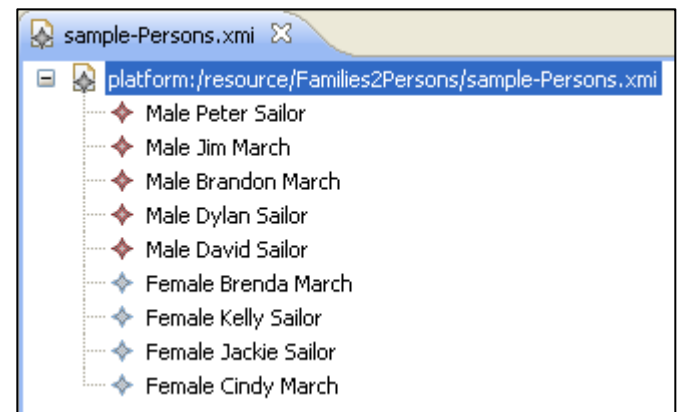 sample-Persons.xmi
platform:/resource/Families2Persons/sample-Persons.xmi
Male Peter Sailor
Male Jim March
Male Brandon March
Male Dylan Sailor
Male David Sailor
Female Brenda March
Female Kelly Sailor
Female Jackie Sailor
Female Cindy March